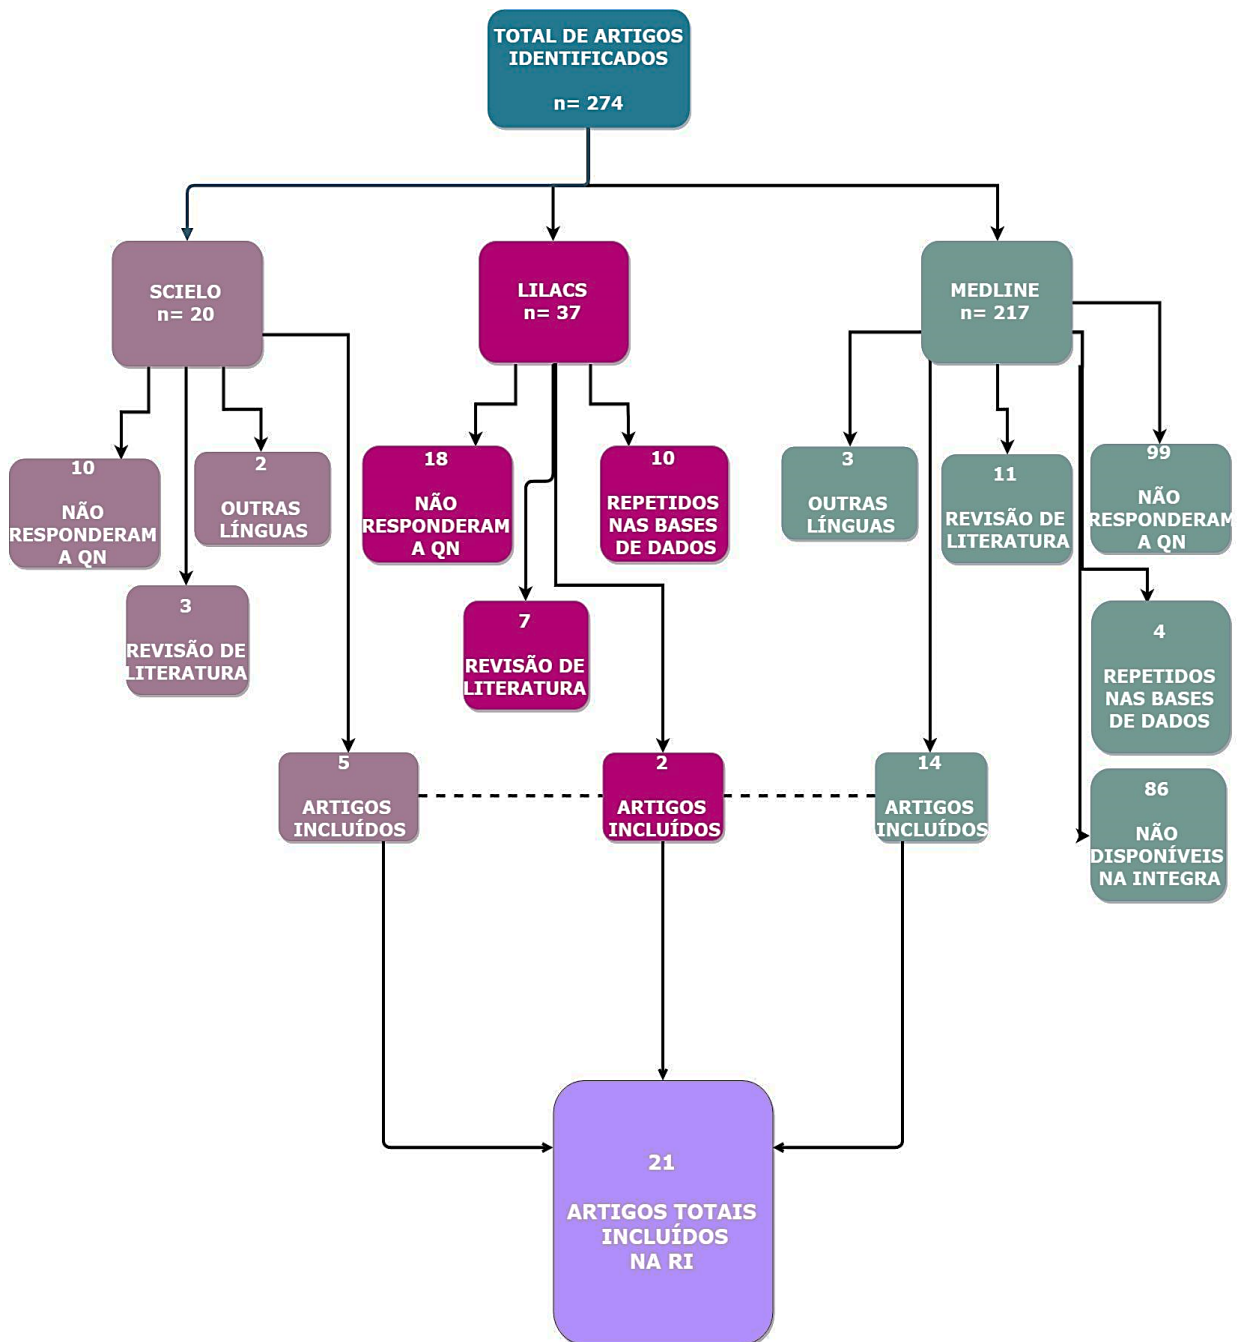 TOTAL DE ARTIGOS
IDENTIFICADOS
n= 274
SCIELO
n= 20
LILACS
n= 37
MEDLINE
n= 217
10
NÃO
RESPONDERAM
A QN
2
OUTRAS
LÍNGUAS
3
REVISÃO DE
LITERATURA
18
NÃO
RESPONDERAM
A QN
10
REPETIDOS
NAS BASES
DE DADOS
7
REVISÃO DE
LITERATURA
3
OUTRAS
LÍNGUAS
11
REVISÃO DE
LITERATURA
99
NÃO
RESPONDERAM
A QN
4
REPETIDOS
NAS BASES
DE DADOS
86
NÃO
DISPONÍVEIS
NA INTEGRA
5
ARTIGOS
INCLUÍDOS
2
ARTIGOS
INCLUÍDOS
14
ARTIGOS
INCLUÍDOS
21
ARTIGOS TOTAIS
INCLUÍDOS
NA RI